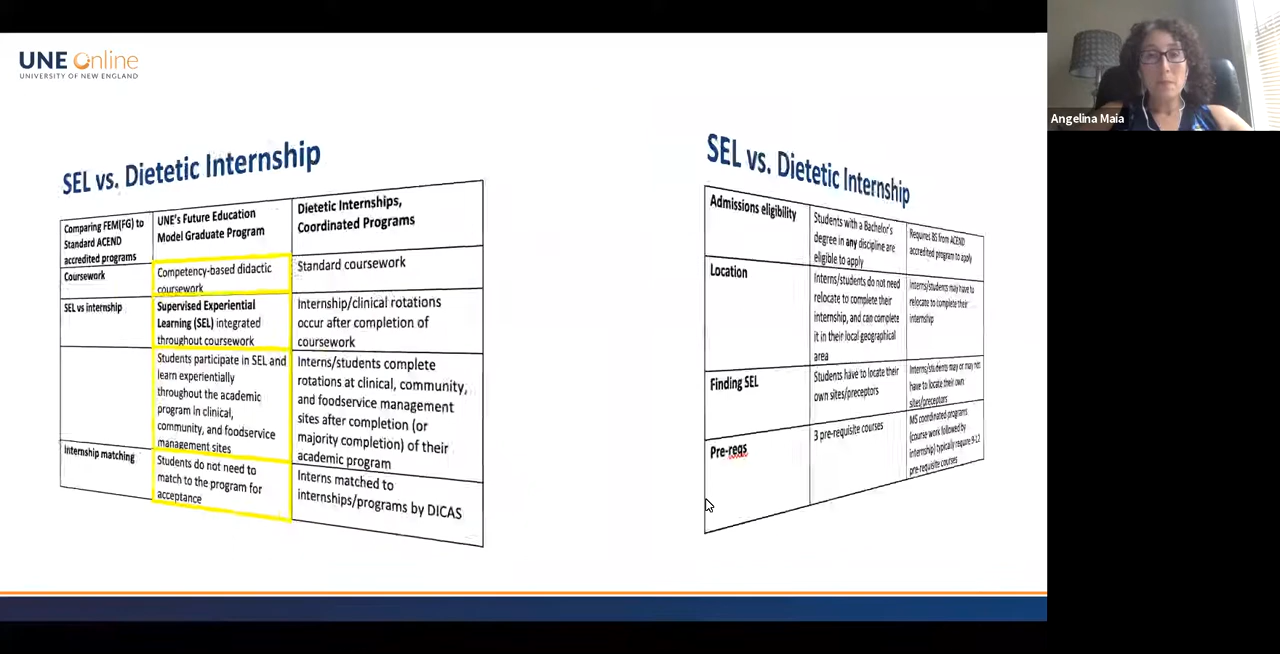 UNE Online
UNIVERSITY OF NEW ENGLAND
SEL vs. Dietetic Internship
Comparing FEM(FG) to
Standard ACEND
accredited programs
UNE's Future Education
Model Graduate Program
Dietetic Internships,
Coordinated Programs
Coursework
Competency-based didactic
coursework
Standard coursework
SEL vs internship
Supervised Experiential
Learning (SEL) integrated
throughout coursework
Internship/clinical rotations
occur after completion of
coursework
Students participate in SEL and
learn experientially
throughout the academic
program in clinical,
community, and foodservice
management sites
Interns/students complete
rotations at clinical, community,
and foodservice management
sites after completion (or
majority completion) of their
academic program
Internship matching
Students do not need to
match to the program for
acceptance
Interns matched to
internships/programs by DICAS
SEL vs. Dietetic Internship
Admissions eligibility
Students with a Bachelor's
degree in any discipline are
eligible to apply
Requires BS from ACEND
accredited program to apply
Location
Interns/students do not need
relocate to complete their
internship, and can complete
it in their local geographical
area
Interns/students may have to
relocate to complete their
internship
Finding SEL
Students have to locate their
own sites/preceptors
Interns/students may or may not
have to locate their own
sites/preceptors
Pre-reqs
3 pre-requisite courses
MS coordinated programs
(course work followed by
internship) typically require 9-12
pre-requisite courses
Angelina Maia